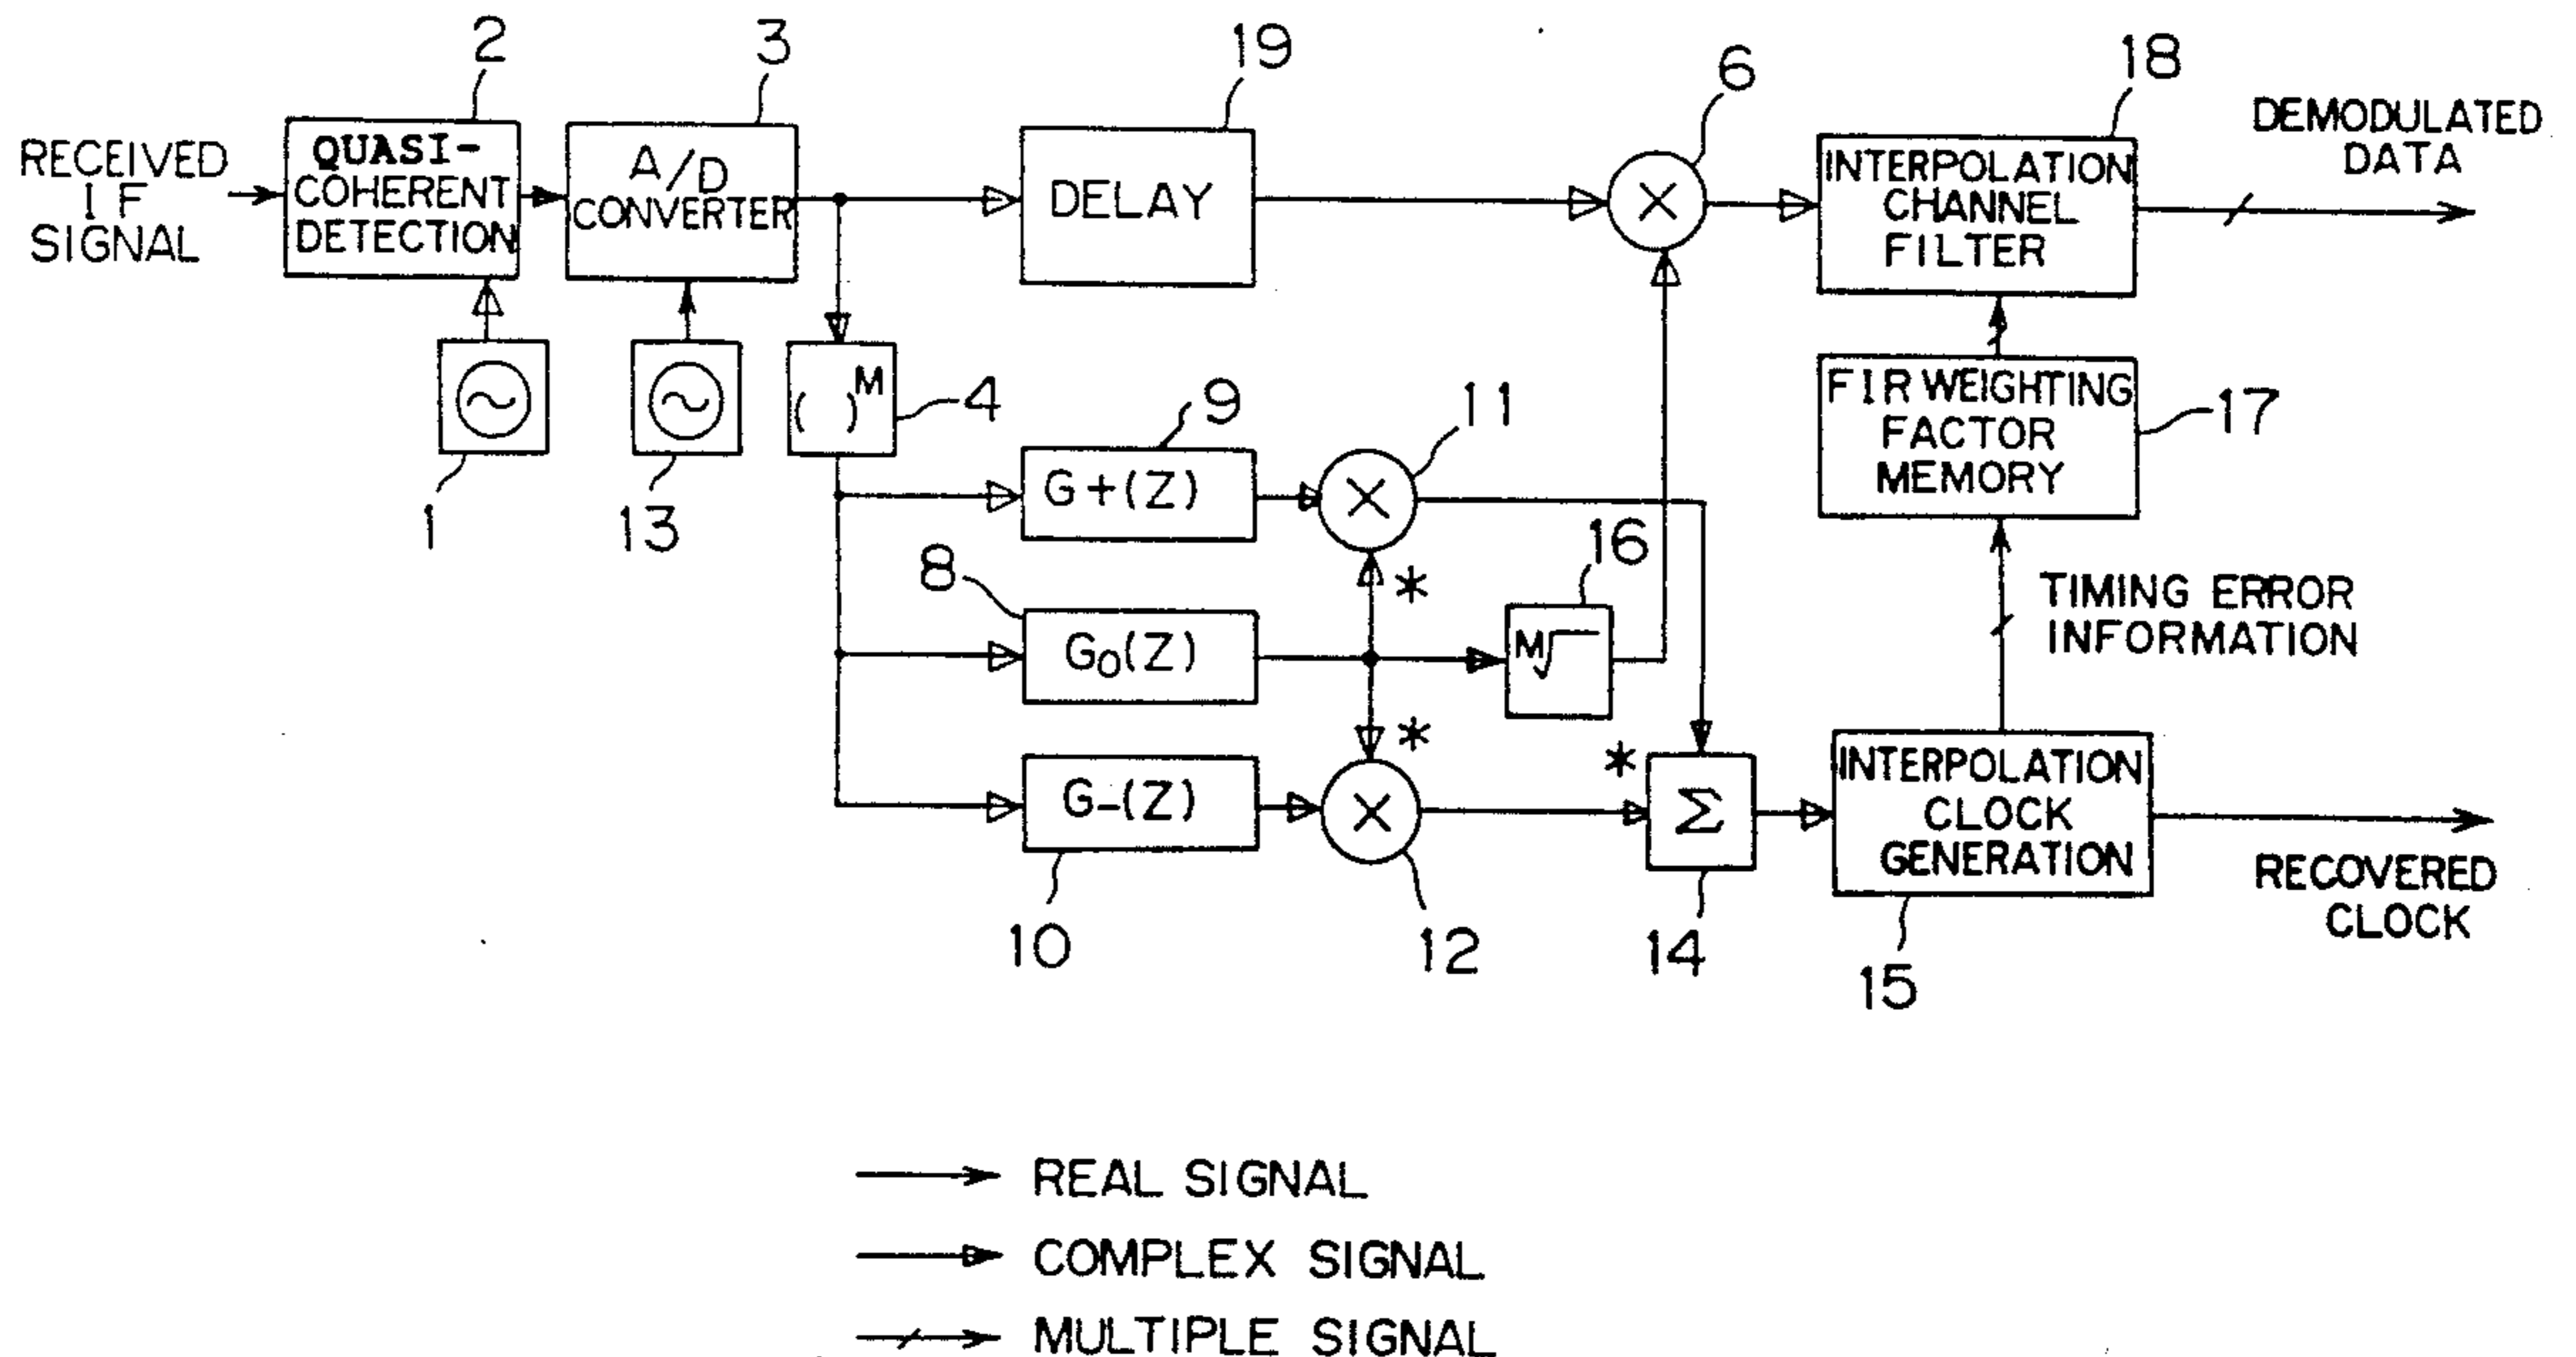 2
3
19
6
18
RECEIVED
IF
SIGNAL
QUASI-
COHERENT
DETECTION
A/D
CONVERTER
DELAY
×
INTERPOLATION
CHANNEL
FILTER
DEMODULATED
DATA
1
13
( )M
4
9
G+(Z)
11
×
FIR WEIGHTING
FACTOR
MEMORY
17
8
G0(Z)
*
16
M√
TIMING ERROR
INFORMATION
*
10
G-(Z)
12
×
*
Σ
14
INTERPOLATION
CLOCK
GENERATION
15
RECOVERED
CLOCK
REAL SIGNAL
COMPLEX SIGNAL
MULTIPLE SIGNAL